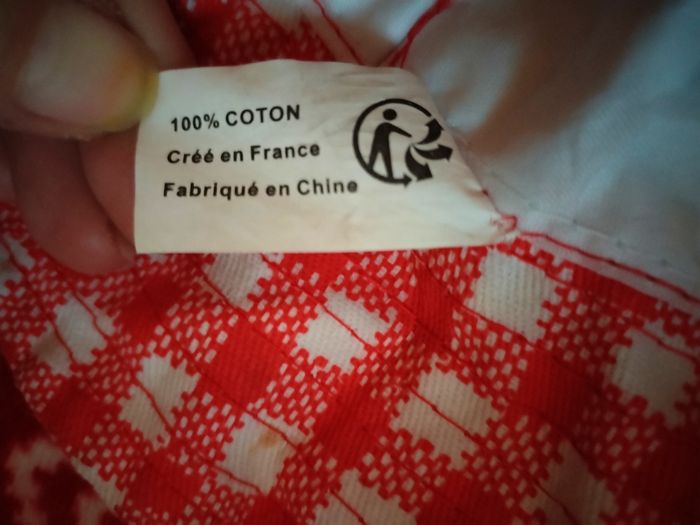 100% COTON
Créé en France
Fabriqué en Chine